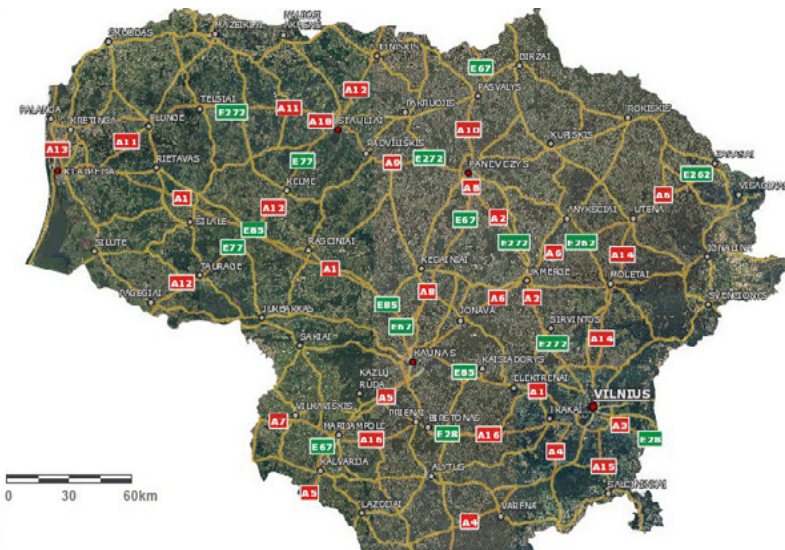 NAUJOJI
AKMENE
MAZEIKIAI
SKUODAS
JONISKIS
BIRZAI
E67
PASVALYS
A12
TELSIAI
E272
A11
A18
SIAULIAI
PAKRUOJIS
ROKISKIS
PALANGA
KRETINGA
PLUNGE
A11
A10
KUPISKIS
A13
KLAIPEDA
RIETAVAS
E77
RADVILISKIS
A9
E272
PANEVEZYS
ZARASAI
E262
VISAGINAS
KELME
A8
A6
A1
A12
E67
A2
ANYKSCIAI
UTENA
SILALE
E85
E77
E272
A6
E262
A14
SILUTE
RASEINIAI
IGNALINA
A1
KEDAINIAI
TAURAGE
A12
UKMERGE
MOLETAI
PAGEGIAI
A8
A6
A2
SVENCIONYS
E85
JURBARKAS
E67
JONAVA
SIRVINTOS
A14
SAKIAI
E272
KAUNAS
KAISIADORYS
E85
KAZLU
RŪDA
A5
ELEKTRENAI
A1
VILNIUS
VILKAVISKIS
A7
PRIENAI
BIRSTONAS
TRAKAI
A3
MARIJAMPOLE
A16
E28
A16
E28
E67
A4
KALVARIJA
A15
ALYTUS
A5
SALCININKAI
LAZDIJAI
VARENA
A4
0 30 60km